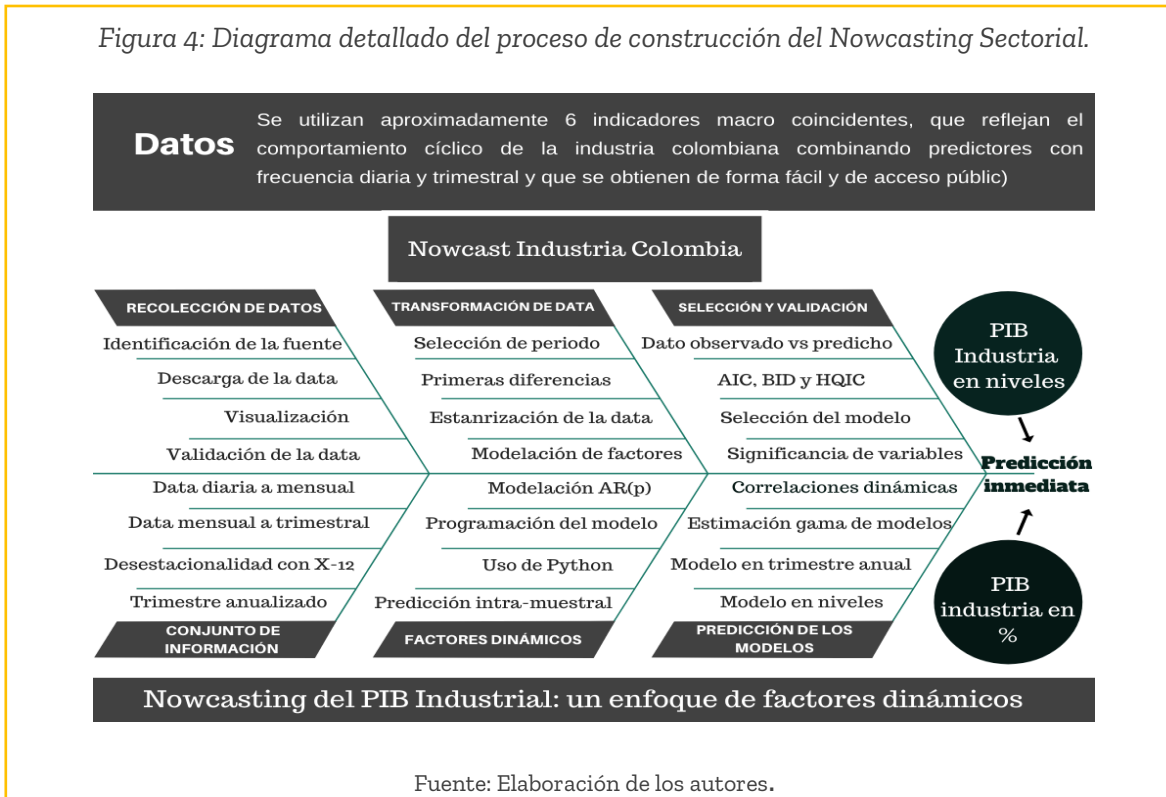 Figura 4: Diagrama detallado del proceso de construcción del Nowcasting Sectorial.
Datos
Se utilizan aproximadamente 6 indicadores macro coincidentes, que reflejan el
comportamiento cíclico de la industria colombiana combinando predictores con
frecuencia diaria y trimestral y que se obtienen de forma fácil y de acceso públic)
Nowcast Industria Colombia
RECOLECCIÓN DE DATOS
Identificación de la fuente
Descarga de la data
Visualización
Validación de la data
Data diaria a mensual
Data mensual a trimestral
Desestacionalidad con X-12
Trimestre anualizado
CONJUNTO DE
INFORMACIÓN
TRANSFORMACIÓN DE DATA
Selección de periodo
Primeras diferencias
Estanrización de la data
Modelación de factores
Modelación AR(p)
Programación del modelo
Uso de Python
Predicción intra-muestral
FACTORES DINÁMICOS
SELECCIÓN Y VALIDACIÓN
Dato observado vs predicho
AIC, BID y HQIC
Selección del modelo
Significancia de variables
Correlaciones dinámicas
Estimación gama de modelos
Modelo en trimestre anual
Modelo en niveles
PREDICCIÓN DE LOS
MODELOS
PIB
Industria
en niveles
Predicción
inmediata
PIB
industria en
%
Nowcasting del PIB Industrial: un enfoque de factores dinámicos
Fuente: Elaboración de los autores.